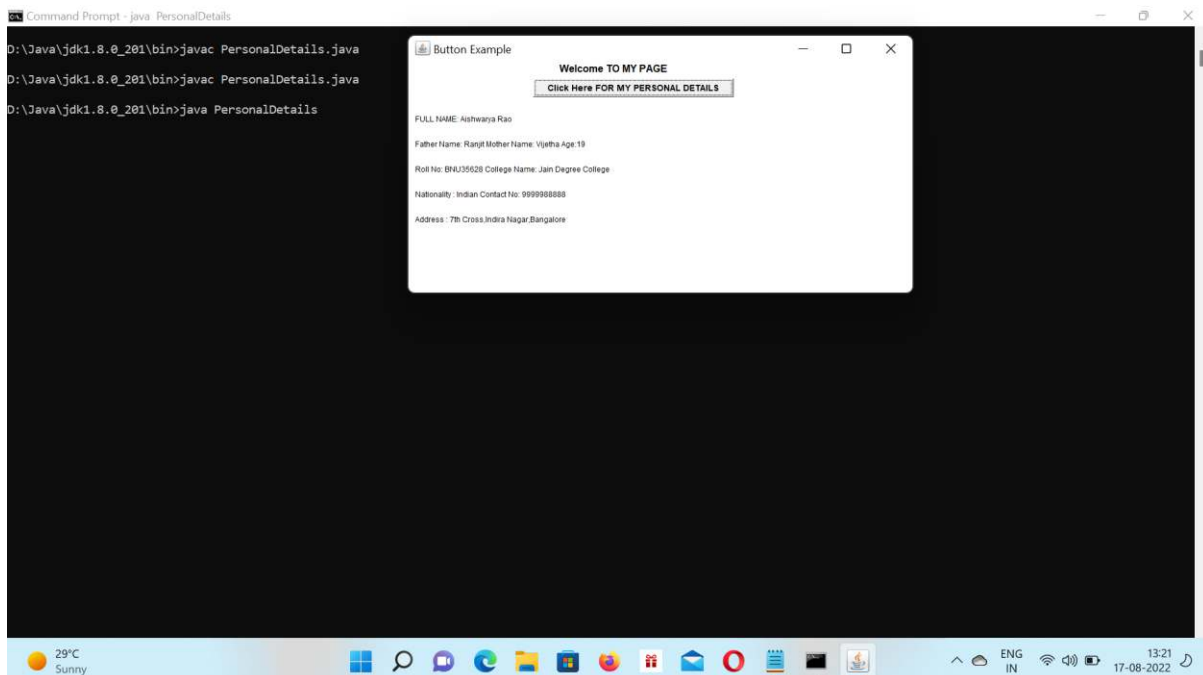 Command Prompt - java PersonalDetails
D:\Java\jdk1.8.0_201\bin>javac PersonalDetails.java
D:\Java\jdk1.8.0_201\bin>javac PersonalDetails.java
D:\Java\jdk1.8.0_201\bin>java PersonalDetails
Button Example
Welcome TO MY PAGE
Click Here FOR MY PERSONAL DETAILS
FULL NAME: Aishwarya Rao
Father Name: Ranjit Mother Name: Vijetha Age:19
Roll No: BNU35628 College Name: Jain Degree College
Nationality : Indian Contact No: 9999988888
Address : 7th Cross,Indira Nagar,Bangalore
29°C
Sunny
ENG
IN
13:21
17-08-2022